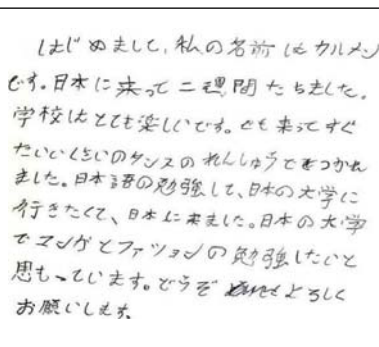 はじめまして、私の名前はカルメン
です。日本に来って二週間たちました。
学校はとても楽しいです。でも来ってすぐ
たいいくさいのダンスのれんしゅうでをつかれ
ました。日本語の勉強して、日本の大学に
行きたくて、日本に来ました。日本の大学
でマンガとファッションの勉強したいと
思もっています。どうぞ よろしく
お願いします。